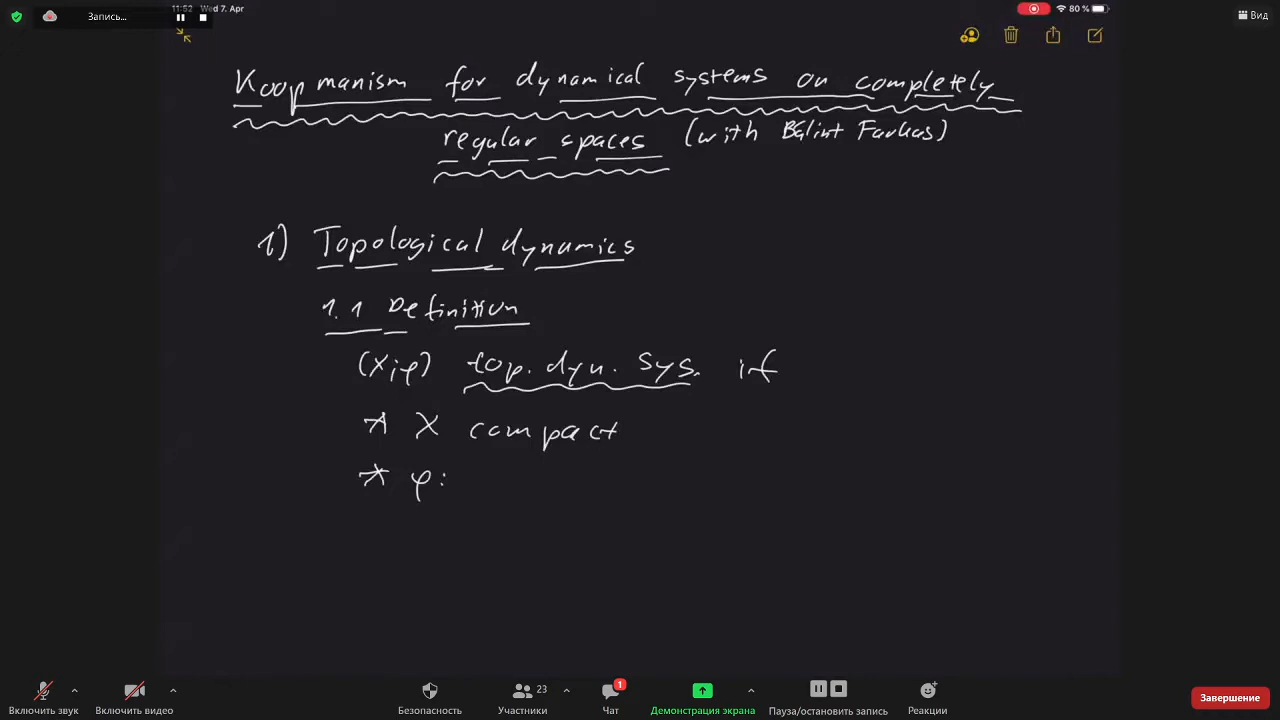 11:52 Wed 7. Apr
80 %
Запись...
Вид
Koopmanism for dynamical systems on completely
regular spaces (with Bálint Farkas)
1) Topological dynamics
1.1 Definition
(X;φ) top. dyn. sys. if
* X compact
* φ:
Включить звук
Включить видео
Безопасность
23
Участники
1
Чат
Демонстрация экрана
Пауза/остановить запись
Реакции
Завершение